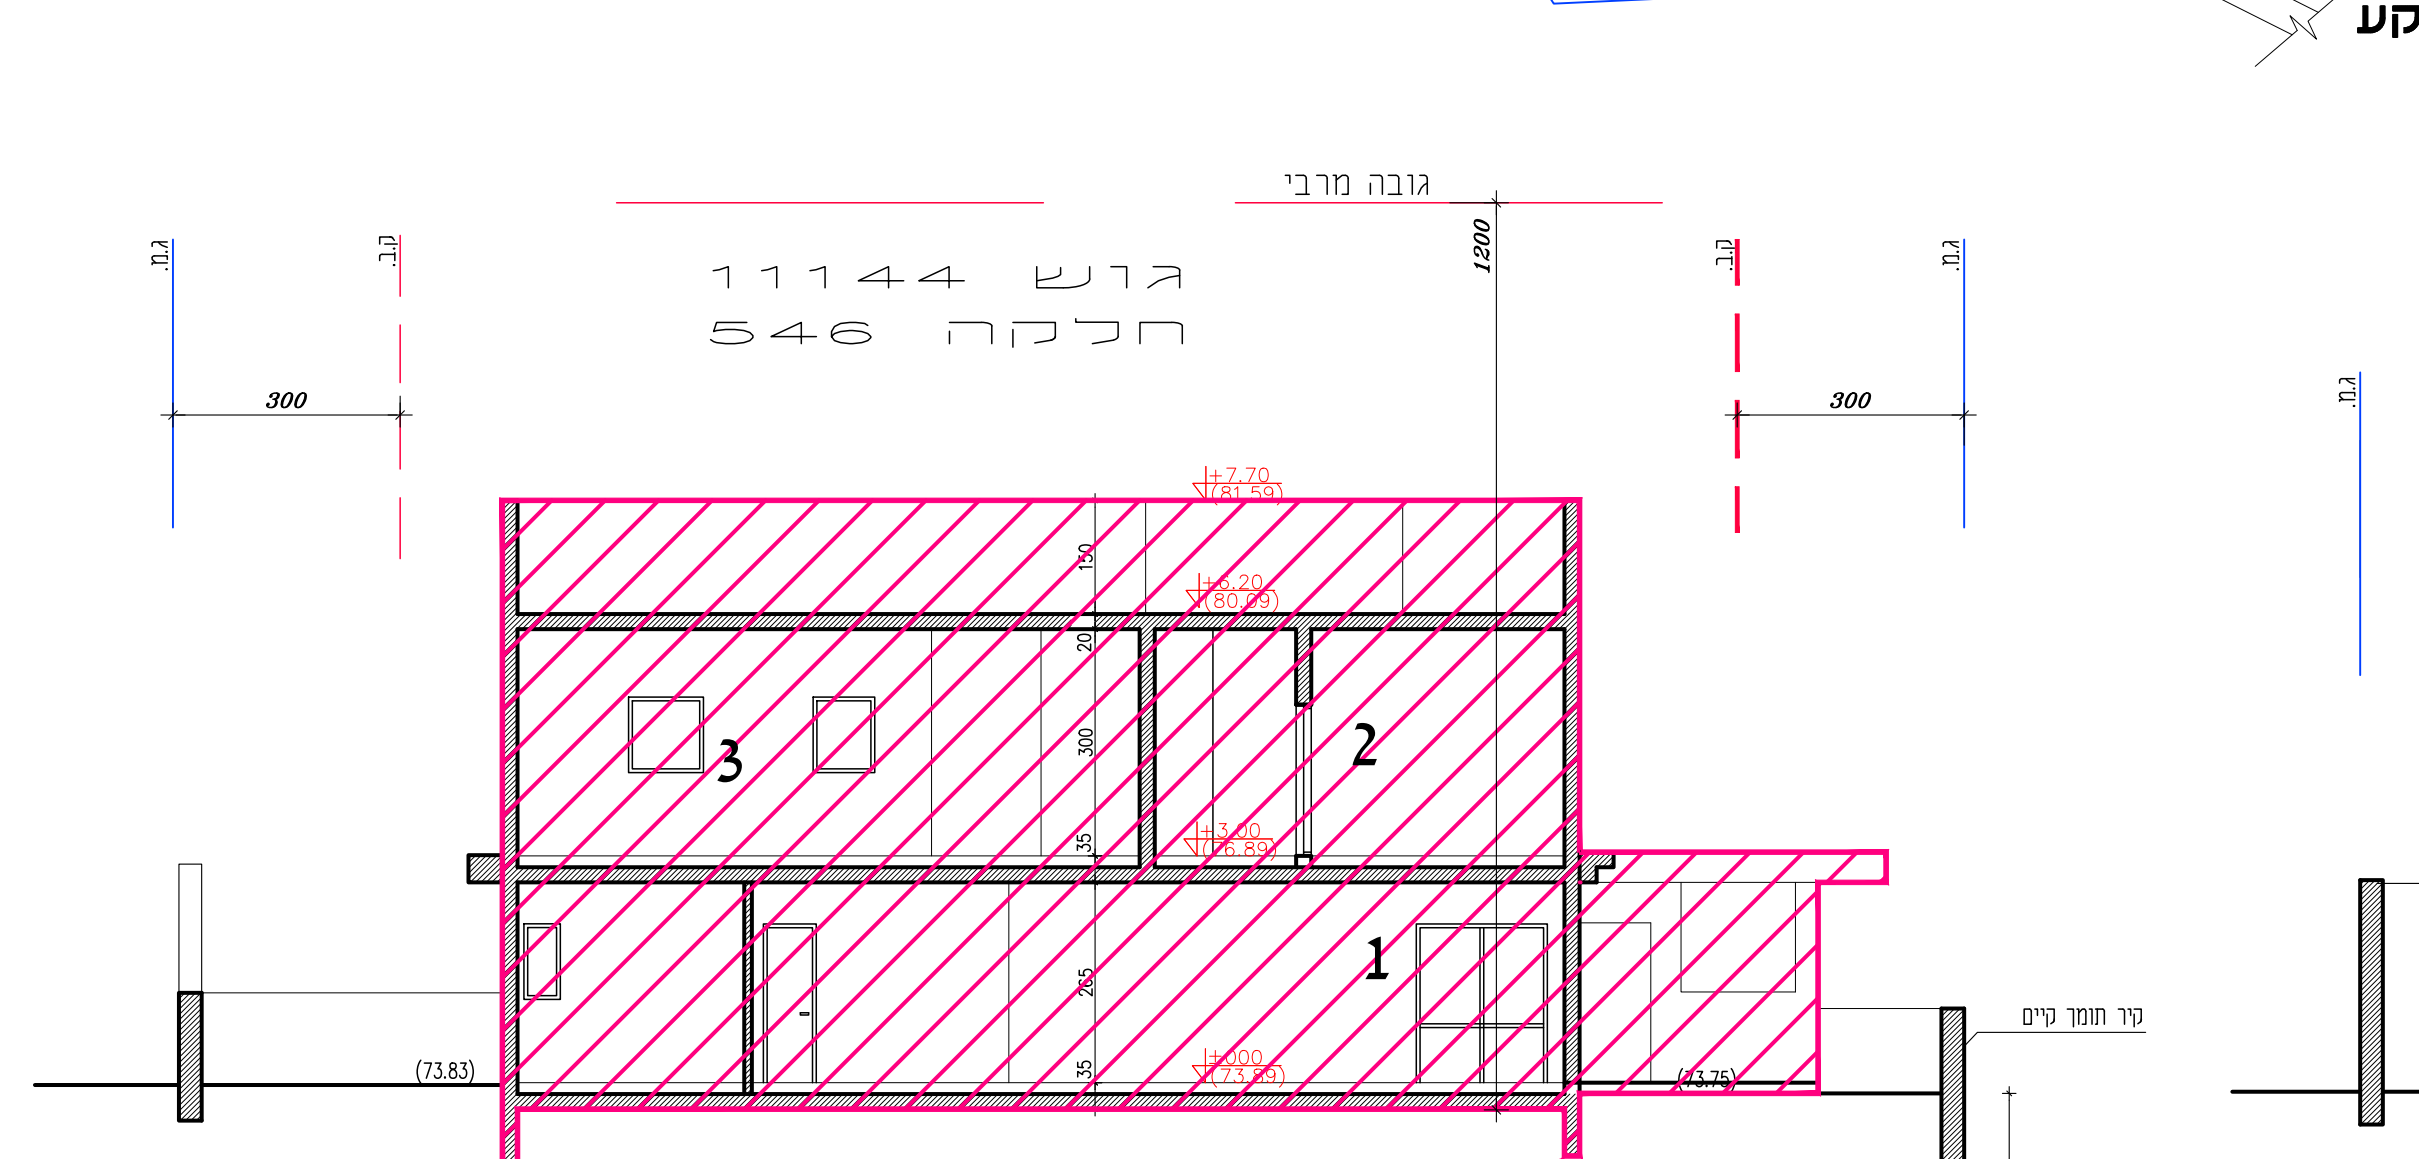 קע
גובה מרבי
ג.מ.
ק.ב.
1200
ק.ב.
ג.מ.
גוש 11144
חלקה 546
ג.מ.
300
300
+7.70
(81.59)
150
+6.20
(80.09)
20
3
300
2
+3.00
(76.89)
35
1
265
קיר תומך קיים
±000
(73.89)
35
(73.83)
(73.75)